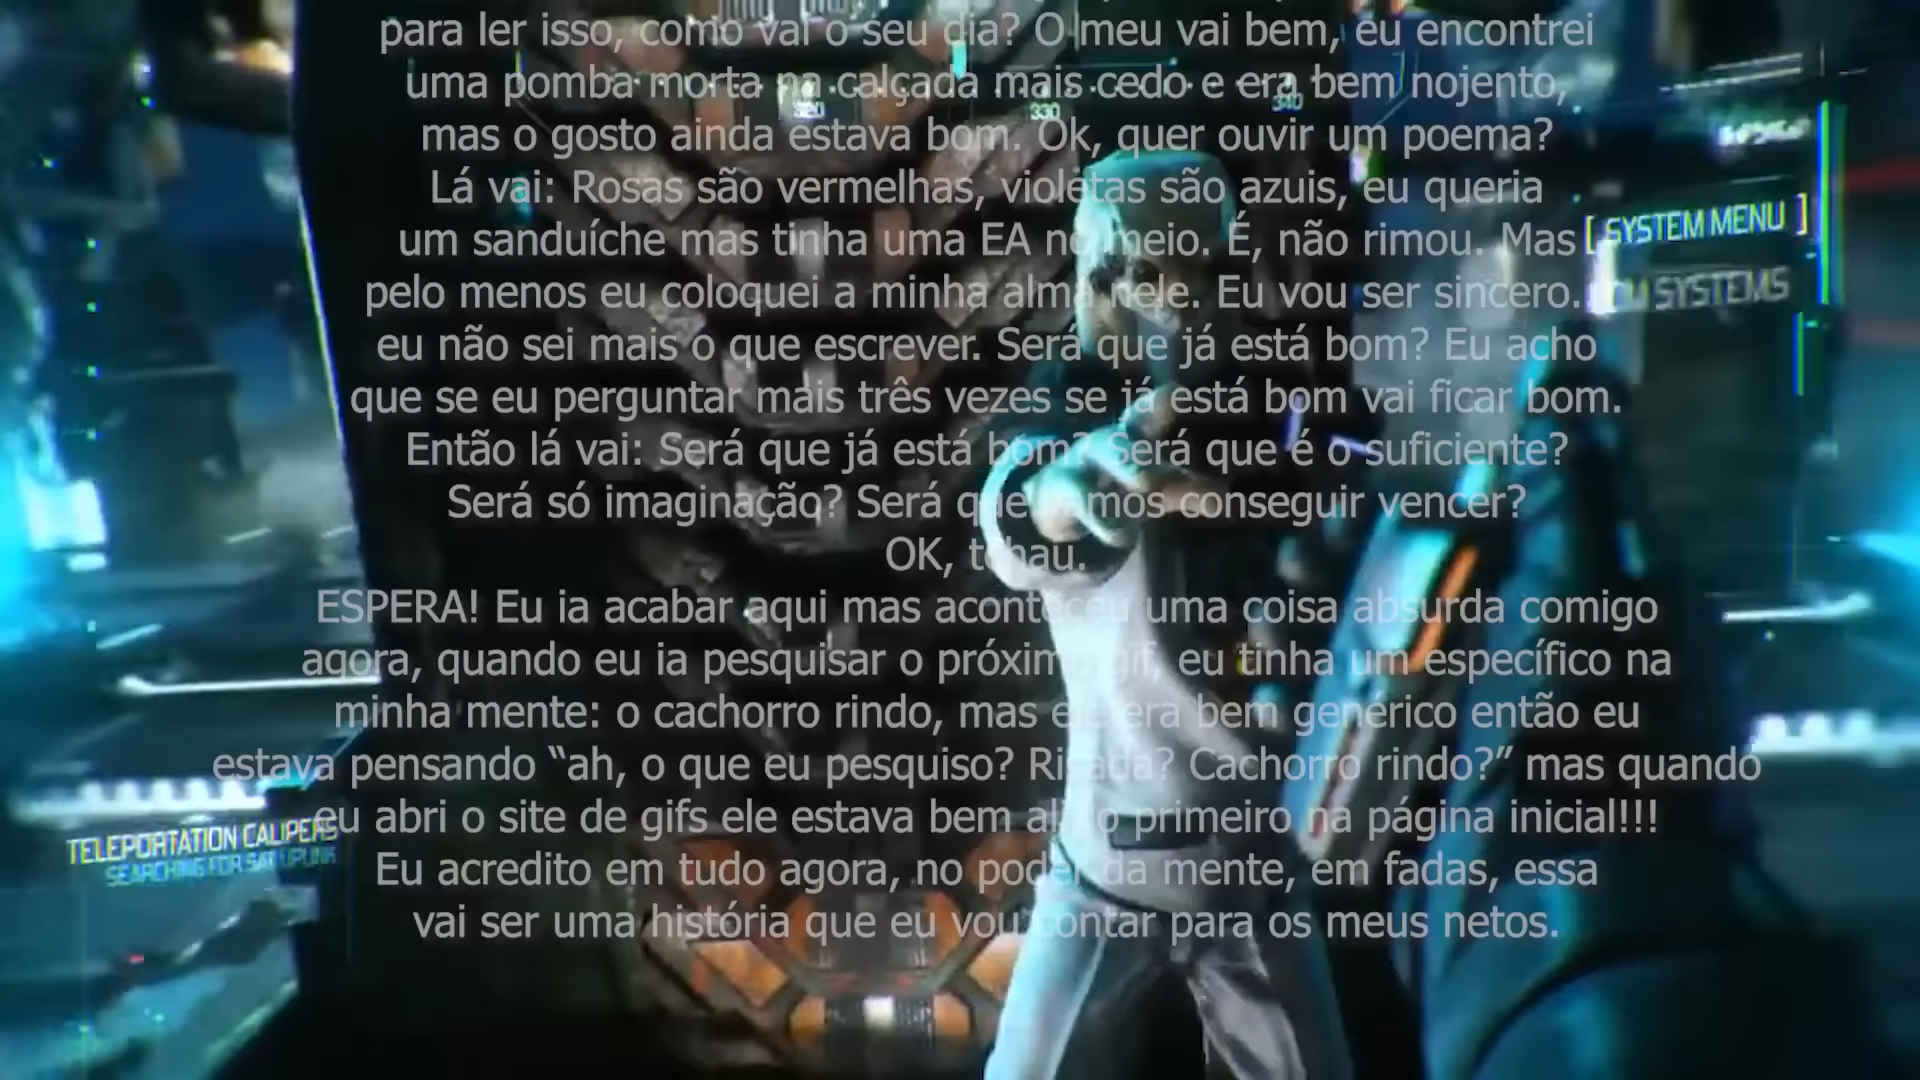 para ler isso, como vai o seu dia? O meu vai bem, eu encontrei
uma pomba morta na calçada mais cedo e era bem nojento,
320
330
340
mas o gosto ainda estava bom. Ok, quer ouvir um poema?
Lá vai: Rosas são vermelhas, violetas são azuis, eu queria
[ SYSTEM MENU ]
um sanduíche mas tinha uma EA no meio. É, não rimou. Mas
SYSTEMS
pelo menos eu coloquei a minha alma nele. Eu vou ser sincero.
eu não sei mais o que escrever. Será que já está bom? Eu acho
que se eu perguntar mais três vezes se já está bom vai ficar bom.
Então lá vai: Será que já está bom? Será que é o suficiente?
Será só imaginação? Será que vamos conseguir vencer?
OK, tchau.
ESPERA! Eu ia acabar aqui mas aconteceu uma coisa absurda comigo
agora, quando eu ia pesquisar o próximo gif, eu tinha um específico na
minha mente: o cachorro rindo, mas ele era bem genérico então eu
estava pensando “ah, o que eu pesquiso? Risada? Cachorro rindo?” mas quando
eu abri o site de gifs ele estava bem ali o primeiro na página inicial!!!
TELEPORTATION CALIPERS
SEARCHING FOR
Eu acredito em tudo agora, no poder da mente, em fadas, essa
vai ser uma história que eu vou contar para os meus netos.